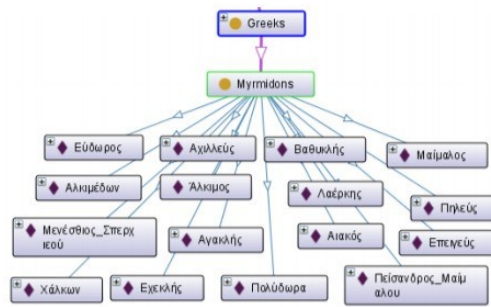 Greeks
Myrmidons
Εύδωρος
Αχιλλεύς
Βαθυκλής
Μαίμαλος
Αλκιμέδων
Άλκιμος
Λαέρκης
Πηλεύς
Μενέσθιος_Σπερχ
ιεού
Αγακλής
Αιακός
Επειγεύς
Χάλκων
Εχεκλής
Πολύδωρα
Πείσανδρος_Μαίμ
αλου